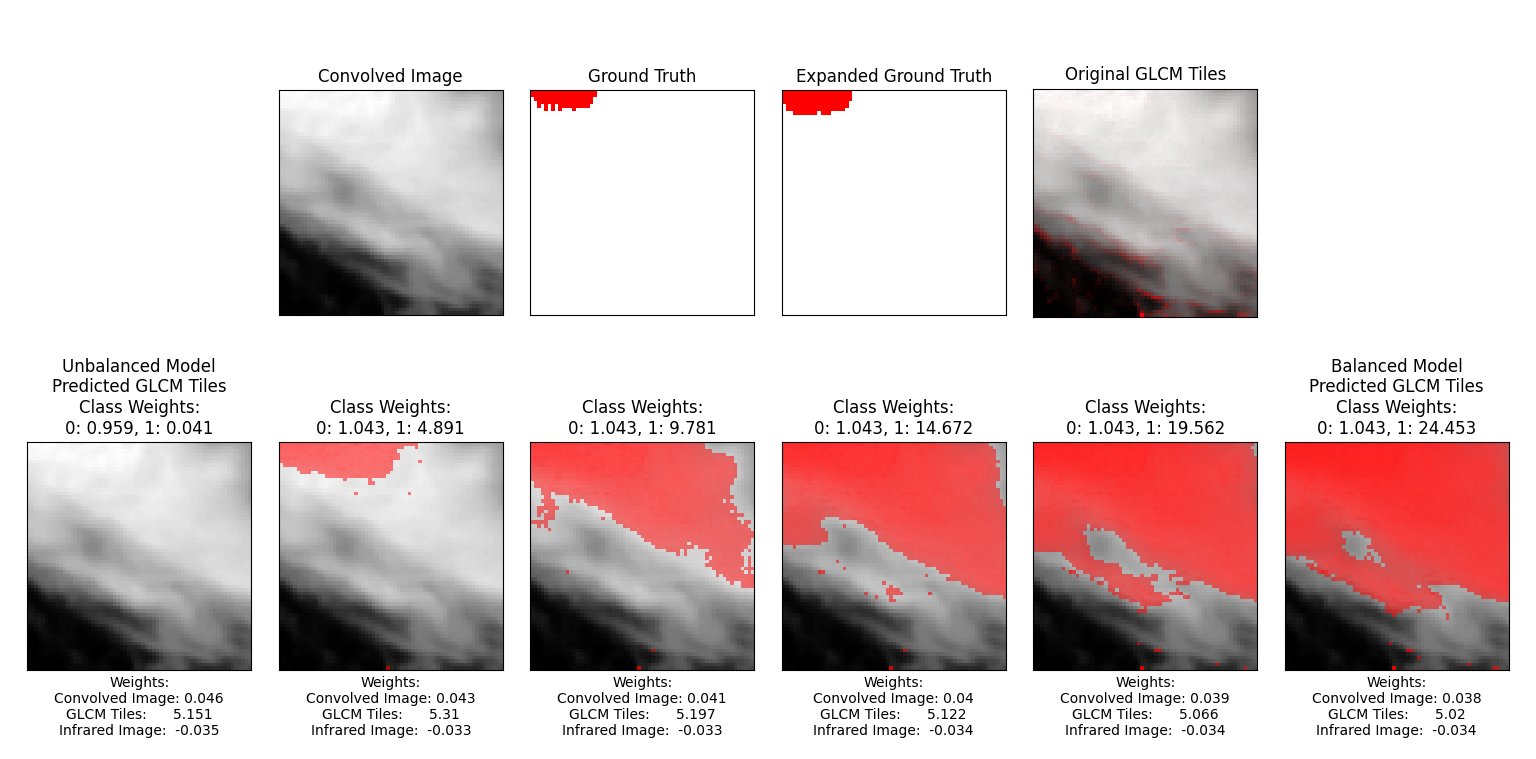 Convolved Image
Ground Truth
Expanded Ground Truth
Original GLCM Tiles
Unbalanced Model
Predicted GLCM Tiles
Class Weights:
0: 0.959, 1: 0.041
Class Weights:
0: 1.043, 1: 4.891
Class Weights:
0: 1.043, 1: 9.781
Class Weights:
0: 1.043, 1: 14.672
Class Weights:
0: 1.043, 1: 19.562
Balanced Model
Predicted GLCM Tiles
Class Weights:
0: 1.043, 1: 24.453
Weights:
Convolved Image: 0.046
GLCM Tiles: 5.151
Infrared Image: -0.035
Weights:
Convolved Image: 0.043
GLCM Tiles: 5.31
Infrared Image: -0.033
Weights:
Convolved Image: 0.041
GLCM Tiles: 5.197
Infrared Image: -0.033
Weights:
Convolved Image: 0.04
GLCM Tiles: 5.122
Infrared Image: -0.034
Weights:
Convolved Image: 0.039
GLCM Tiles: 5.066
Infrared Image: -0.034
Weights:
Convolved Image: 0.038
GLCM Tiles: 5.02
Infrared Image: -0.034